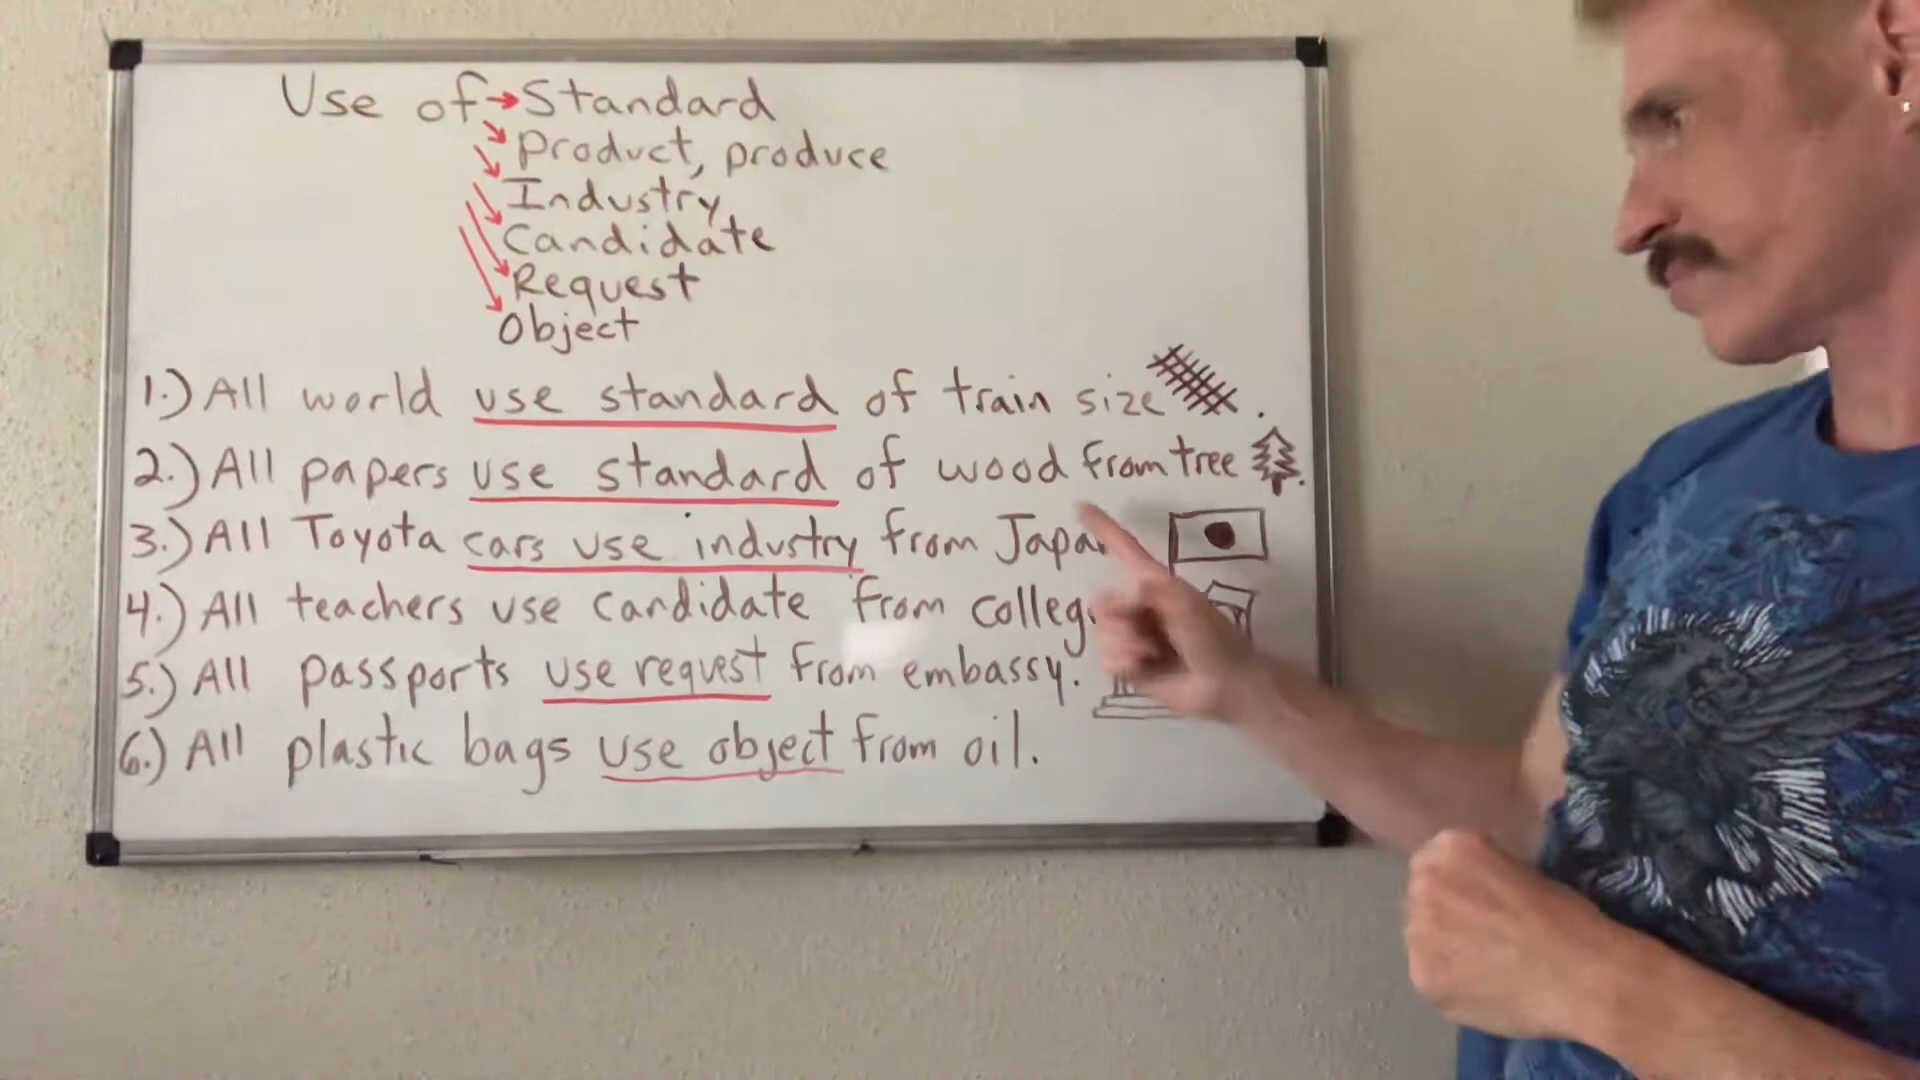 Use of → Standard
Product, produce
Industry
Candidate
Request
Object
1.) All world use standard of train size .
2.) All papers use standard of wood from tree .
3.) All Toyota cars use industry from Japan
4.) All teachers use candidate from colleg
5.) All passports use request from embassy.
6.) All plastic bags use object from oil.